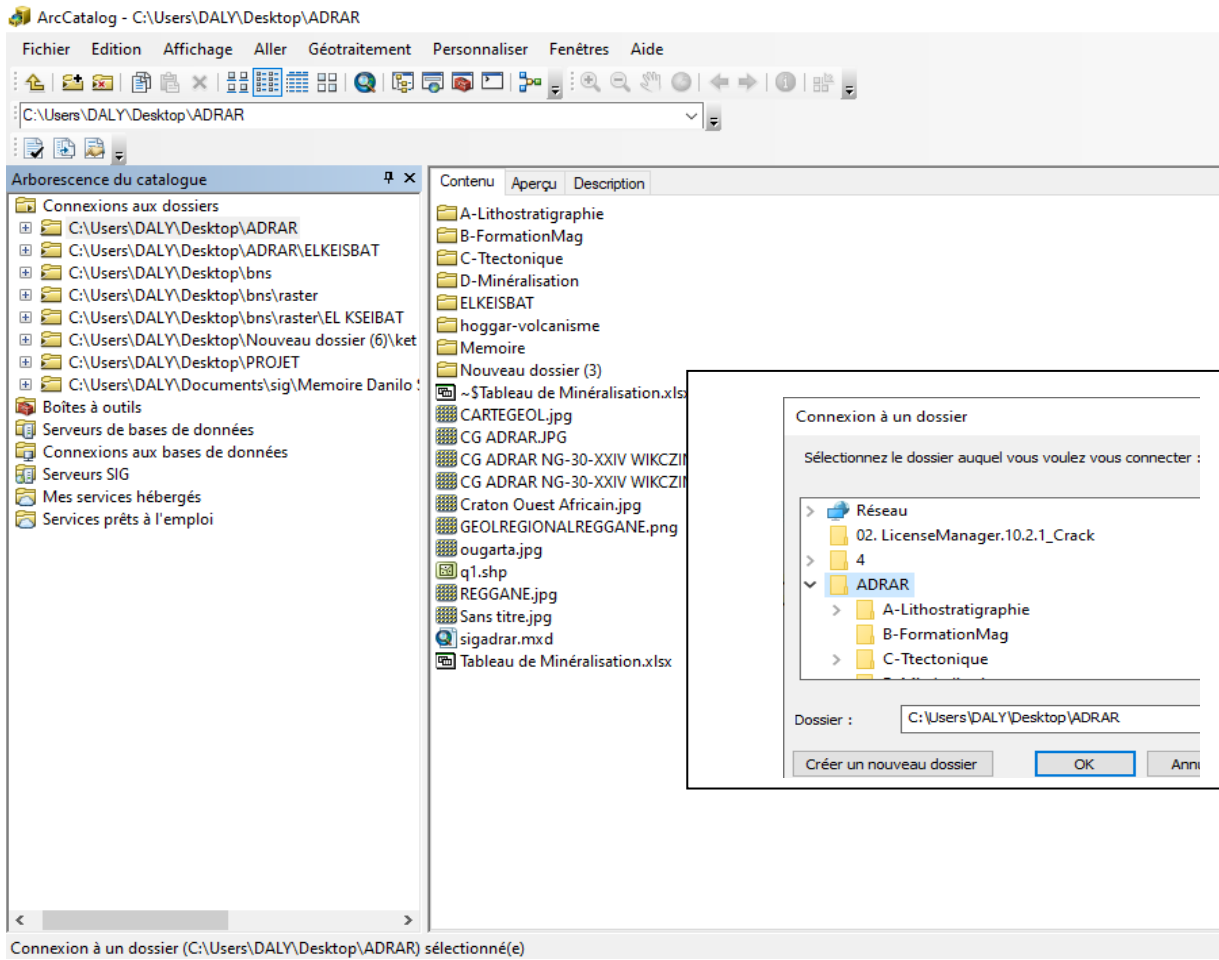 ArcCatalog - C:\Users\DALY\Desktop\ADRAR
Fichier Edition Affichage Aller Géotraitement Personnaliser Fenêtres Aide
C:\Users\DALY\Desktop\ADRAR
Arborescence du catalogue
Connexions aux dossiers
C:\Users\DALY\Desktop\ADRAR
C:\Users\DALY\Desktop\ADRAR\ELKEISBAT
C:\Users\DALY\Desktop\bns
C:\Users\DALY\Desktop\bns\raster
C:\Users\DALY\Desktop\bns\raster\EL KSEIBAT
C:\Users\DALY\Desktop\Nouveau dossier (6)\ket
C:\Users\DALY\Desktop\PROJET
C:\Users\DALY\Documents\sig\Memoire Danilo
Boîtes à outils
Serveurs de bases de données
Connexions aux bases de données
Serveurs SIG
Mes services hébergés
Services prêts à l'emploi
Contenu Aperçu Description
A-Lithostratigraphie
B-FormationMag
C-Ttectonique
D-Minéralisation
ELKEISBAT
hoggar-volcanisme
Memoire
Nouveau dossier (3)
~$Tableau de Minéralisation.xlsx
CARTEGEOL.jpg
CG ADRAR.JPG
CG ADRAR NG-30-XXIV WIKCZI
CG ADRAR NG-30-XXIV WIKCZI
Craton Ouest Africain.jpg
GEOLREGIONALREGGANE.png
ougarta.jpg
q1.shp
REGGANE.jpg
Sans titre.jpg
sigadrar.mxd
Tableau de Minéralisation.xlsx
Connexion à un dossier
Sélectionnez le dossier auquel vous voulez vous connecter :
Réseau
02. LicenseManager.10.2.1_Crack
4
ADRAR
A-Lithostratigraphie
B-FormationMag
C-Ttectonique
Dossier : C:\Users\DALY\Desktop\ADRAR
Créer un nouveau dossier OK Ann
Connexion à un dossier (C:\Users\DALY\Desktop\ADRAR) sélectionné(e)